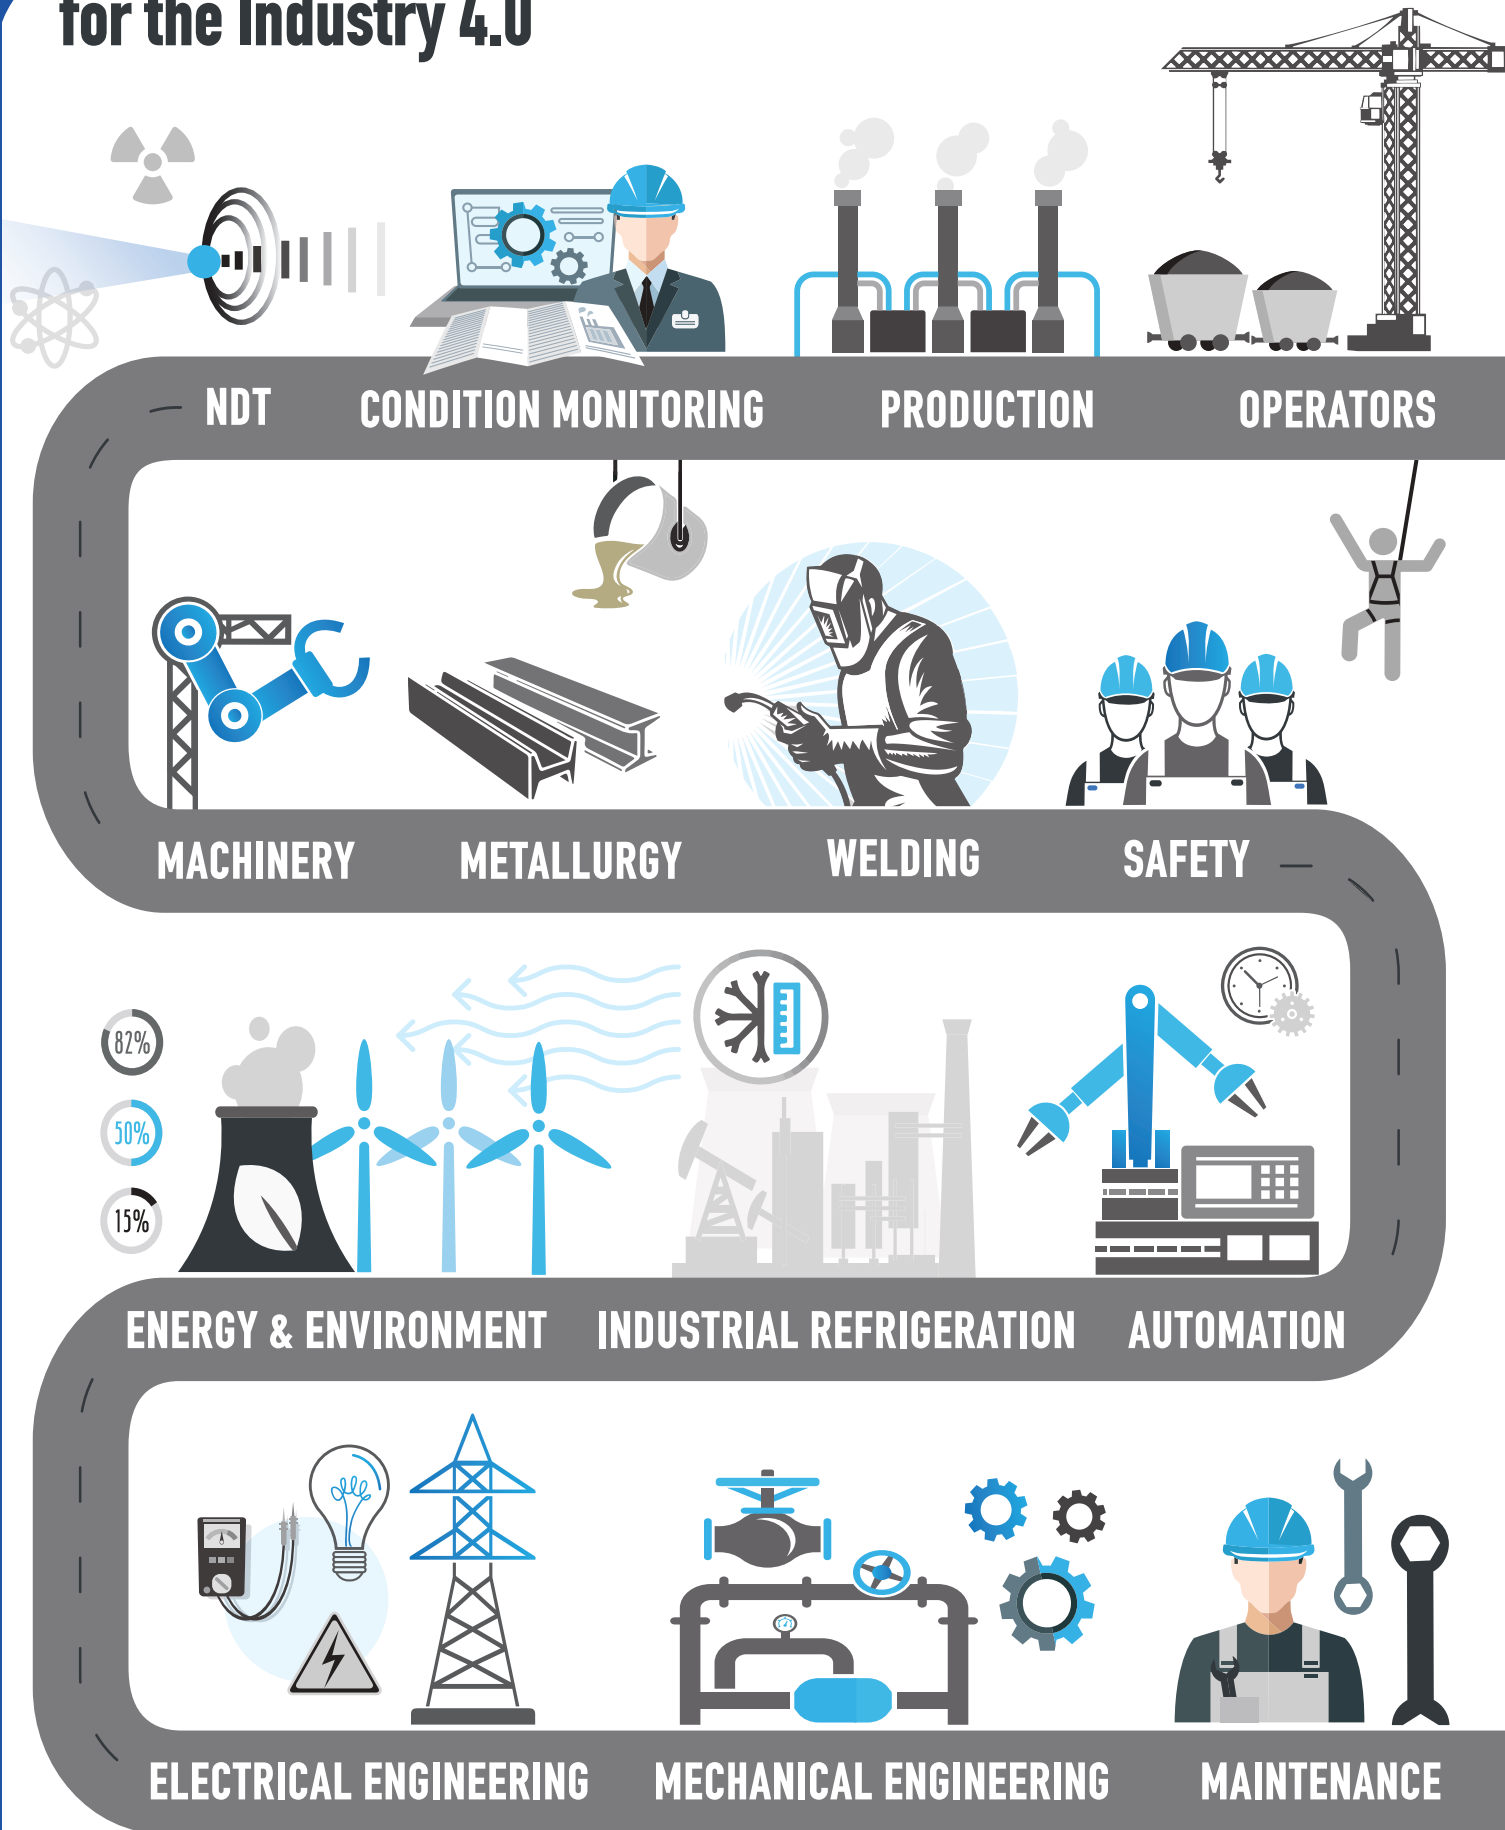 for the Industry 4.0
NDT
CONDITION MONITORING
PRODUCTION
OPERATORS
MACHINERY
METALLURGY
WELDING
SAFETY
82%
50%
15%
ENERGY & ENVIRONMENT
INDUSTRIAL REFRIGERATION
AUTOMATION
ELECTRICAL ENGINEERING
MECHANICAL ENGINEERING
MAINTENANCE